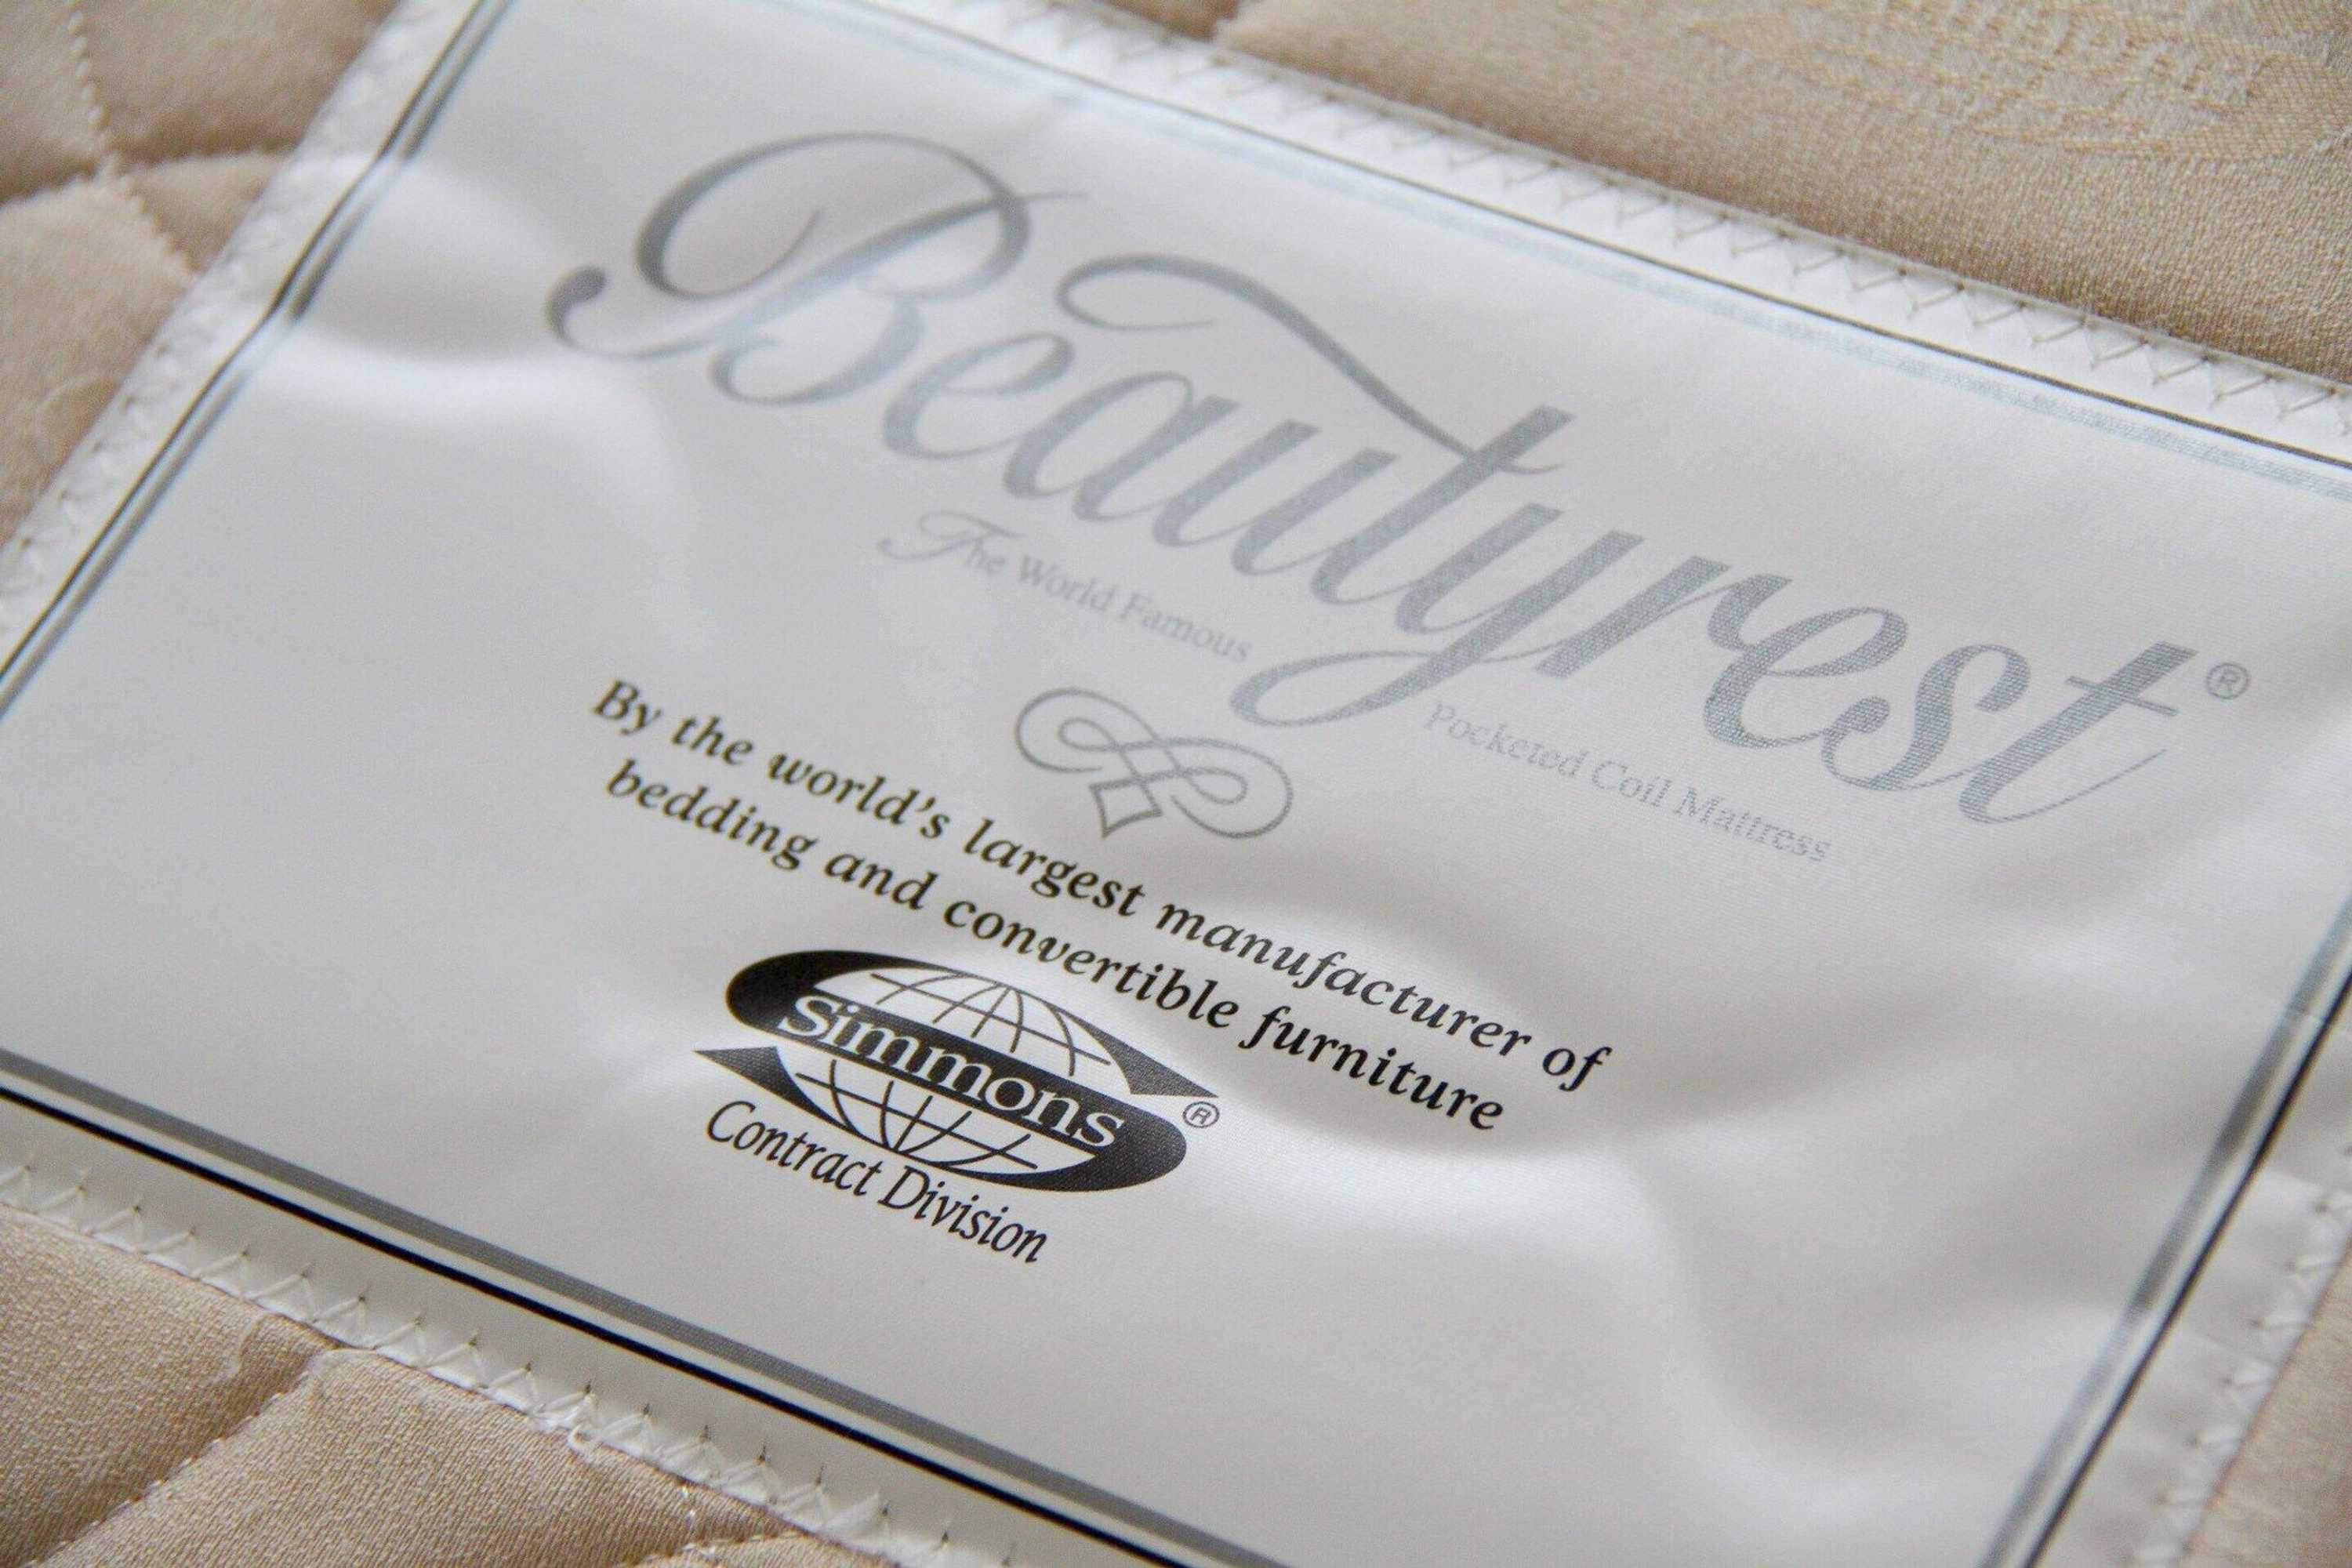 Beautyrest®
The World Famous
Pocketed Coil Mattress
By the world's largest manufacturer of
bedding and convertible furniture
Simmons®
Contract Division